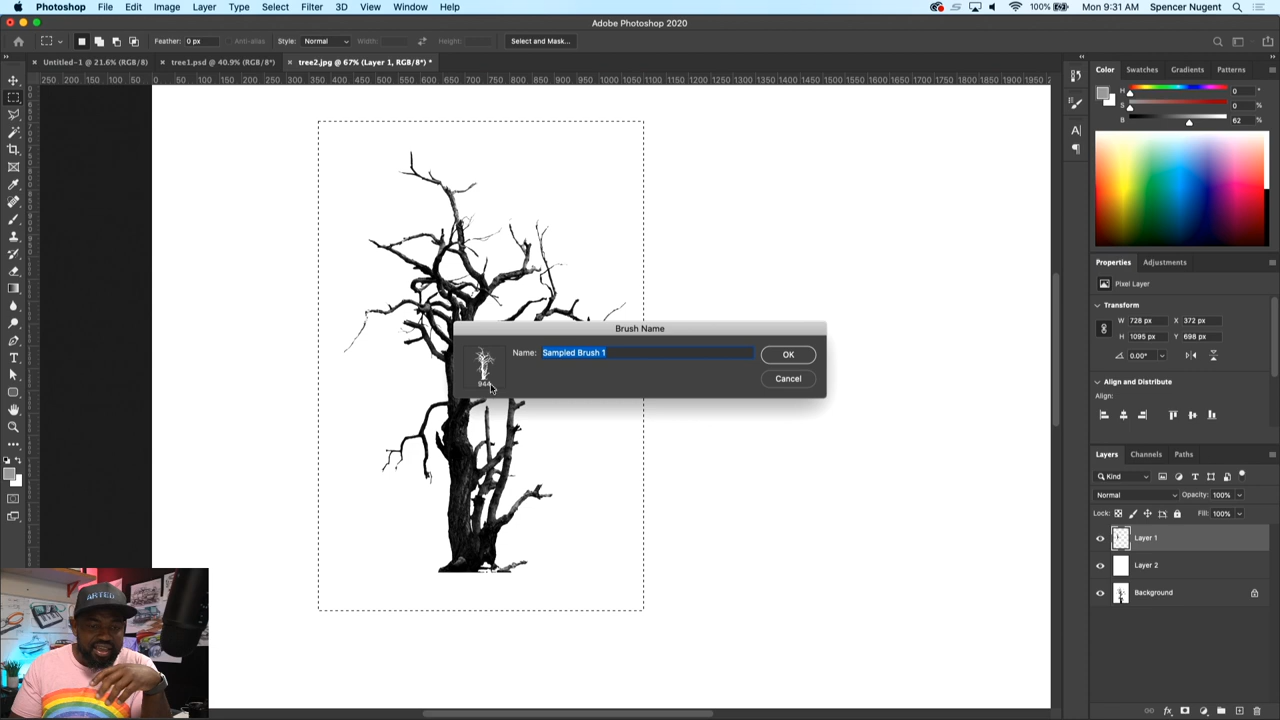 Photoshop File Edit Image Layer Type Select Filter 3D View Window Help 100% Mon 9:31 AM Spencer Nugent
Adobe Photoshop 2020
Feather: 0 px Anti-alias Style: Normal Width: Height: Select and Mask...
Untitled-1 @ 21.6% (RGB/8) tree1.psd @ 40.9% (RGB/8*) tree2.jpg @ 67% (Layer 1, RGB/8*) *
250 200 150 100 50 0 50 100 150 200 250 300 350 400 450 500 550 600 650 700 750 800 850 900 950 1000 1050 1100 1150 1200 1250 1300 1350 1400 1450 1500 1550 1600 1650 1700 1750 1800 1850 1900 1950
Color Swatches Gradients Patterns
H 0 °
S 0 %
B 62 %
Properties Adjustments
Pixel Layer
Transform
W 728 px X 372 px
H 1095 px Y 698 px
0.00°
Align and Distribute
Align:
Brush Name
Name: Sampled Brush 1 OK
Cancel
944
Layers Channels Paths
Kind
Normal Opacity: 100%
Lock: Fill: 100%
Layer 1
Layer 2
Background
ARTED